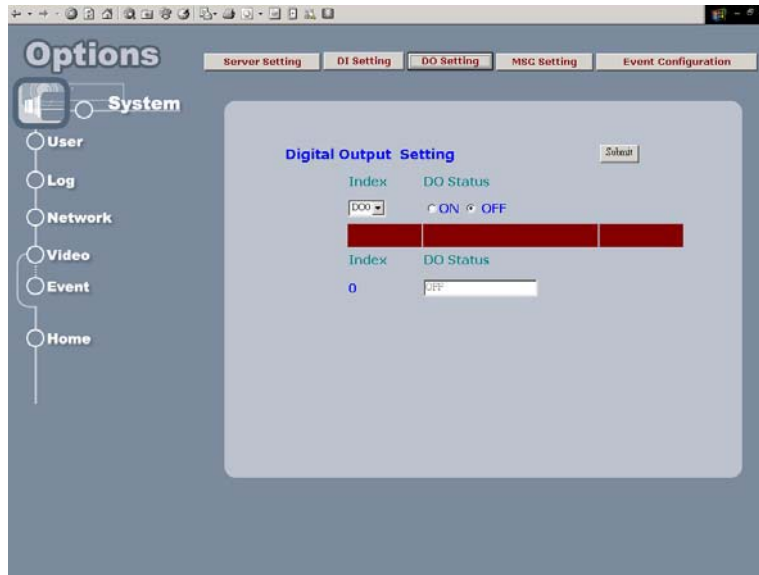 Options
Server Setting DI Setting DO Setting MSG Setting Event Configuration
System
User
Log
Network
Video
Event
Home
Digital Output Setting Submit
Index DO Status
DO0 ON OFF
Index DO Status
0 OFF